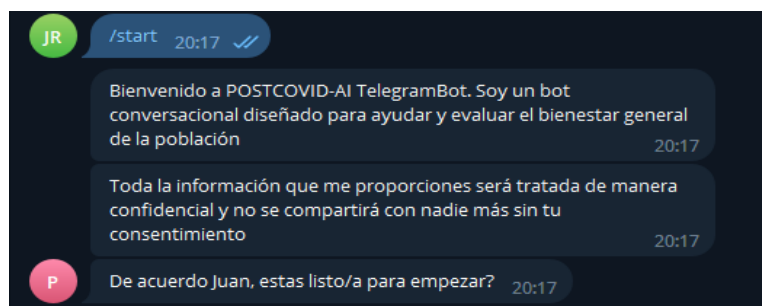 JR
/start 20:17
Bienvenido a POSTCOVID-AI TelegramBot. Soy un bot
conversacional diseñado para ayudar y evaluar el bienestar general
de la población
20:17
Toda la información que me proporciones será tratada de manera
confidencial y no se compartirá con nadie más sin tu
consentimiento
20:17
P
De acuerdo Juan, estas listo/a para empezar? 20:17